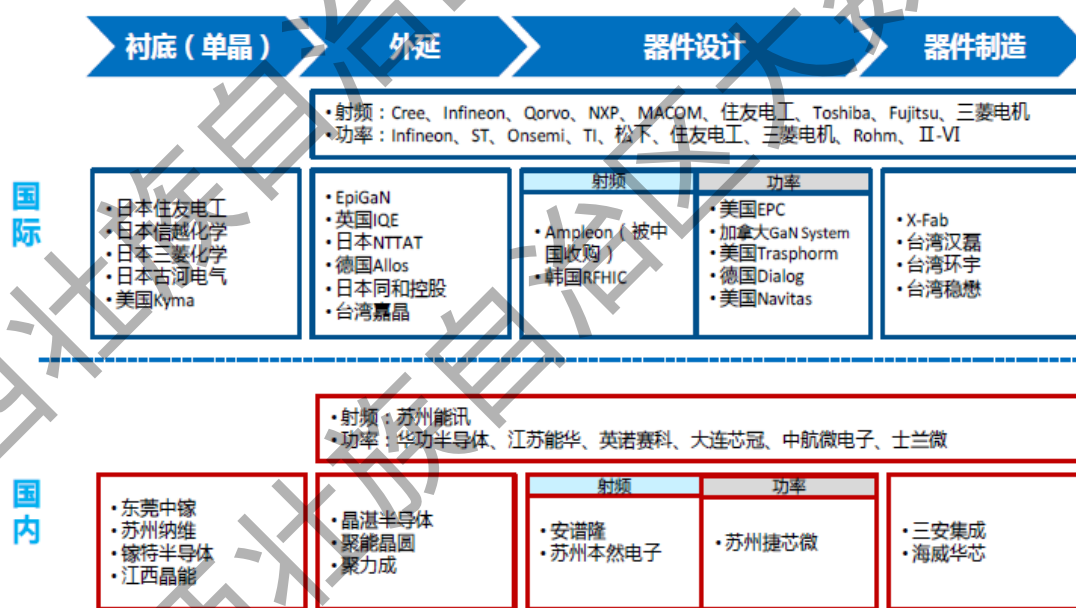 衬底（单晶）
外延
器件设计
器件制造
•射频：Cree、Infineon、Qorvo、NXP、MACOM、住友电工、Toshiba、Fujitsu、三菱电机
•功率：Infineon、ST、Onsemi、TI、松下、住友电工、三菱电机、Rohm、Ⅱ-Ⅵ
国际
•日本住友电工
•日本信越化学
•日本三菱化学
•日本古河电气
•美国Kyma
•EpiGaN
•英国IQE
•日本NTTAT
•德国Allos
•日本同和控股
•台湾嘉晶
射频
•Ampleon（被中
国收购）
•韩国RFHIC
功率
•美国EPC
•加拿大GaN System
•美国Trasphorm
•德国Dialog
•美国Navitas
•X-Fab
•台湾汉磊
•台湾环宇
•台湾稳懋
•射频：苏州能讯
•功率：华功半导体、江苏能华、英诺赛科、大连芯冠、中航微电子、士兰微
国内
•东莞中镓
•苏州纳维
•镓特半导体
•江西晶能
•晶湛半导体
•聚能晶圆
•聚力成
射频
•安谱隆
•苏州本然电子
功率
•苏州捷芯微
•三安集成
•海威华芯
西壮族自治区大数
西壮族自治